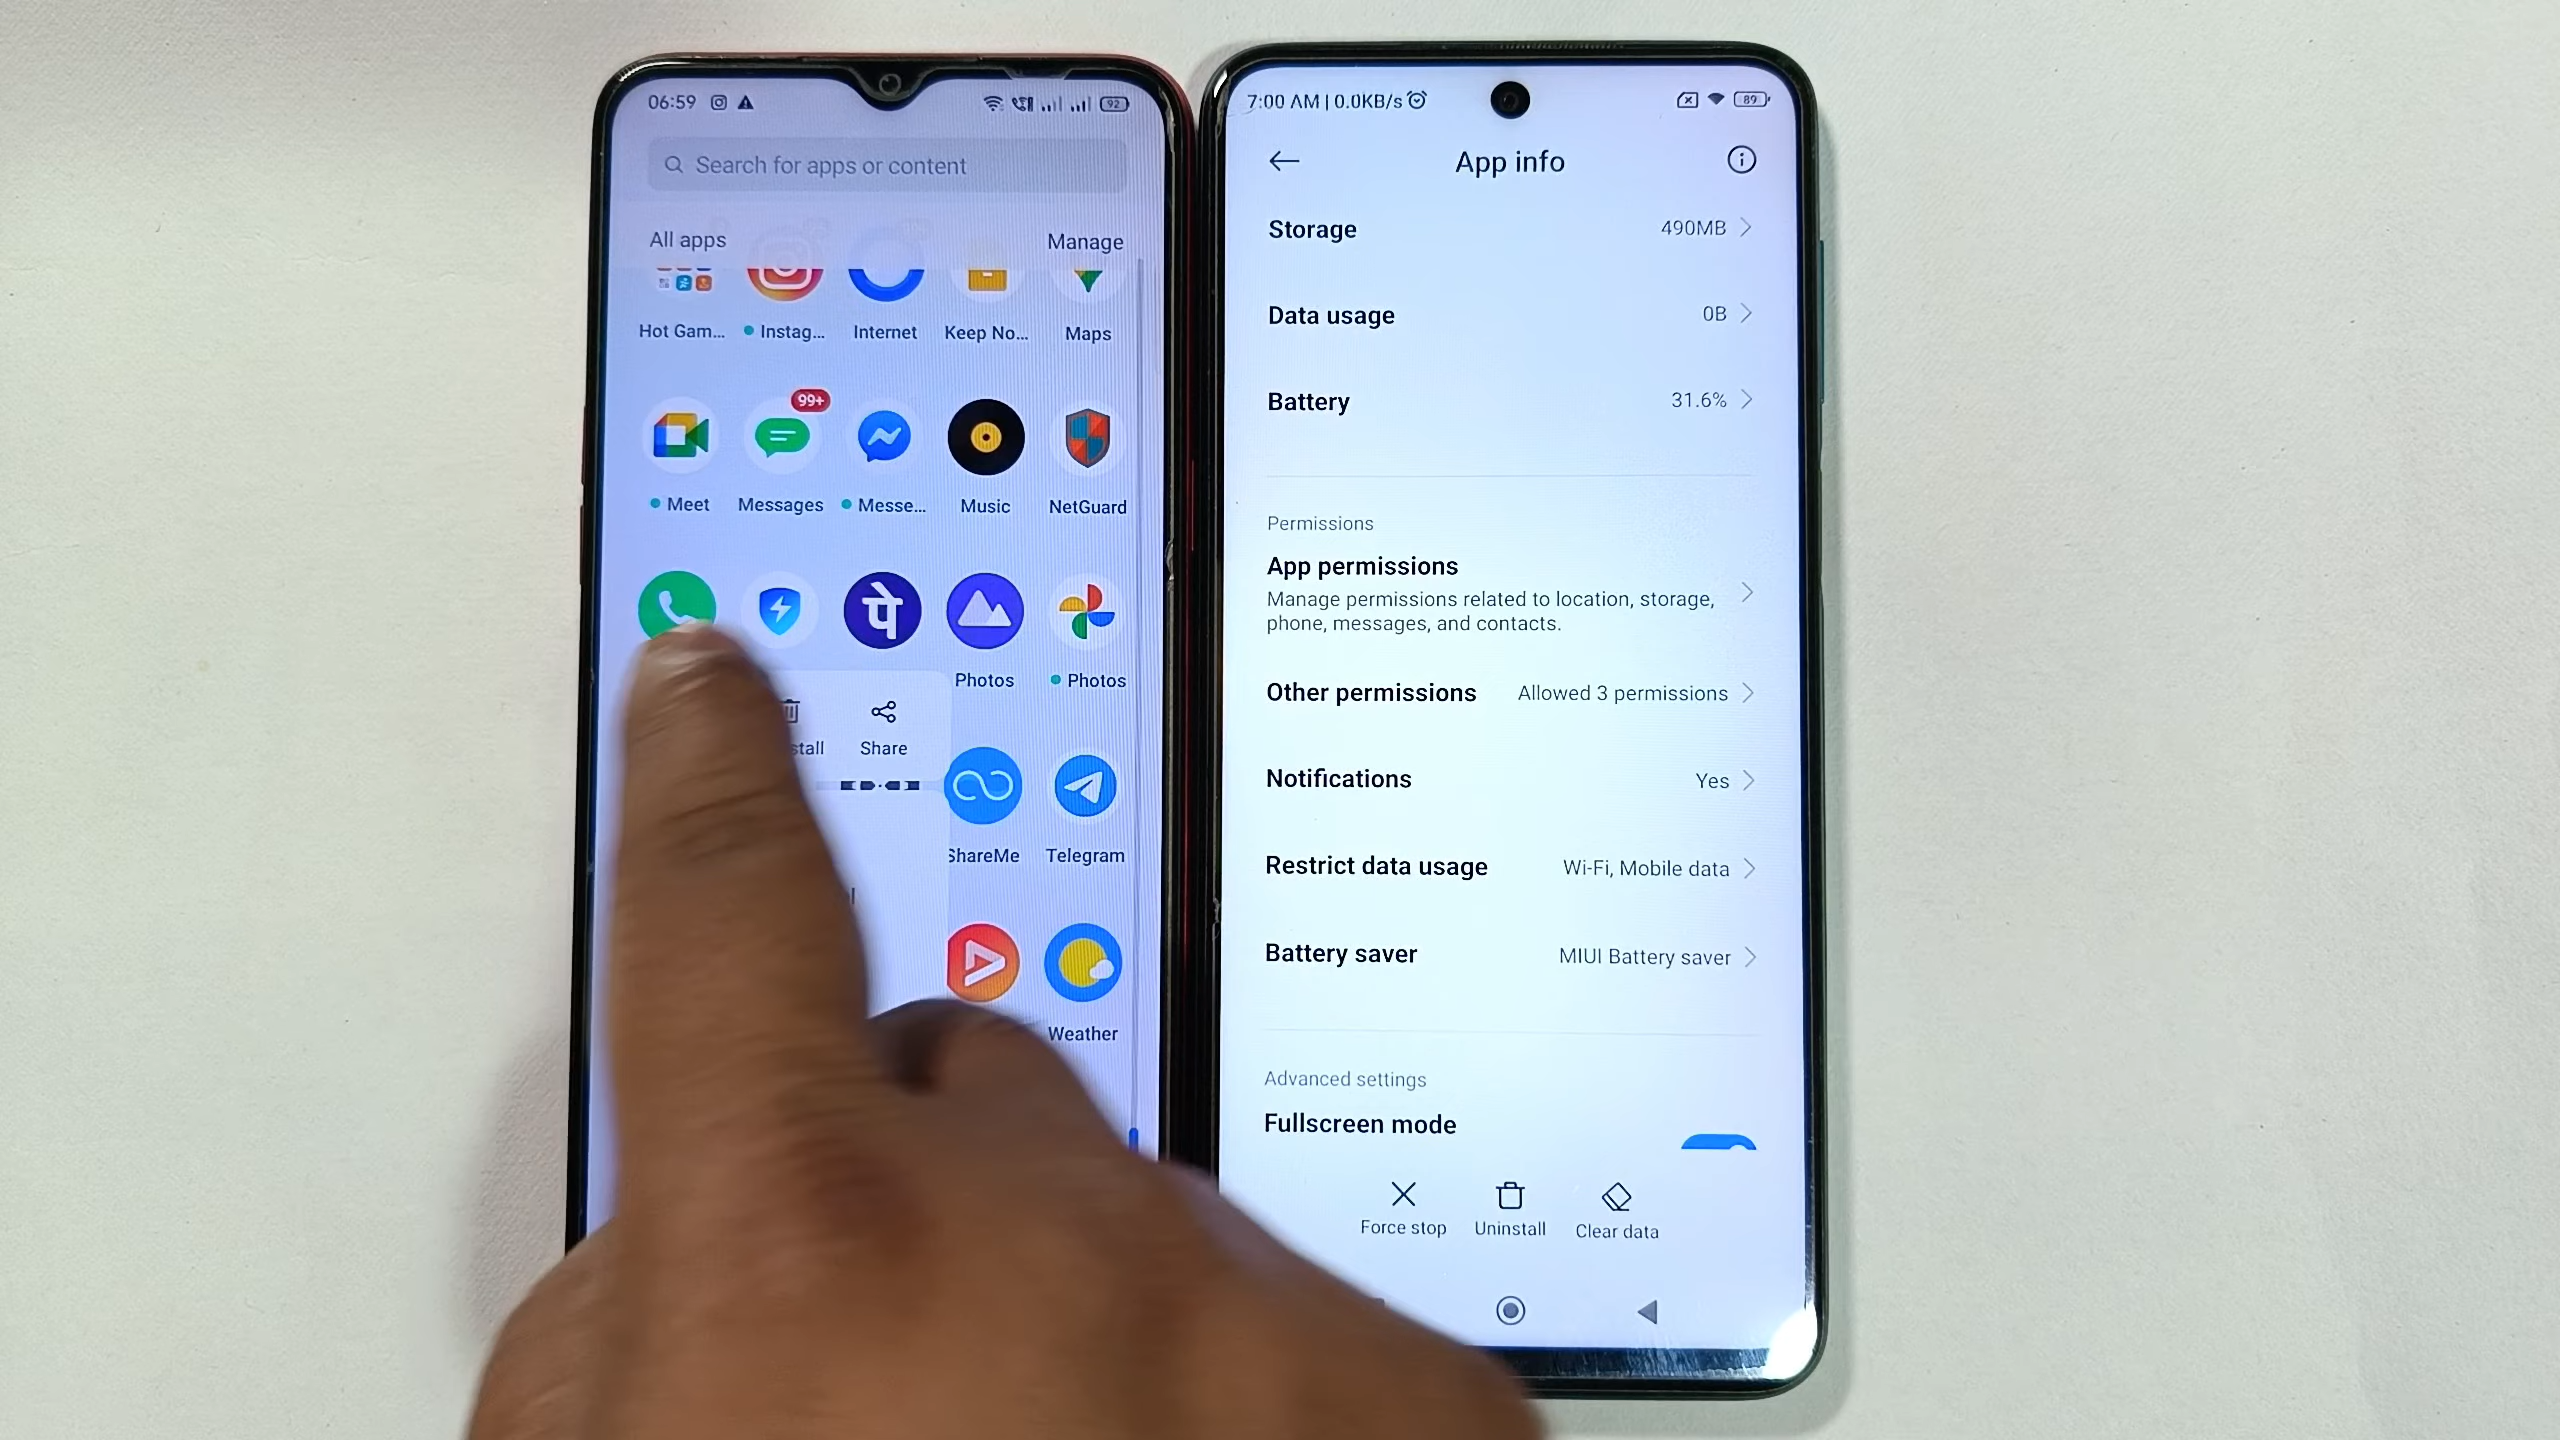 06:59
92
Search for apps or content
All apps
Manage
Hot Gam...
Instag...
Internet
Keep No...
Maps
99+
Meet
Messages
Messe...
Music
NetGuard
पे
Photos
Photos
stall
Share
ShareMe
Telegram
Weather
7:00 AM | 0.0KB/s
89
App info
Storage
490MB
Data usage
0B
Battery
31.6%
Permissions
App permissions
Manage permissions related to location, storage,
phone, messages, and contacts.
Other permissions
Allowed 3 permissions
Notifications
Yes
Restrict data usage
Wi-Fi, Mobile data
Battery saver
MIUI Battery saver
Advanced settings
Fullscreen mode
Force stop
Uninstall
Clear data